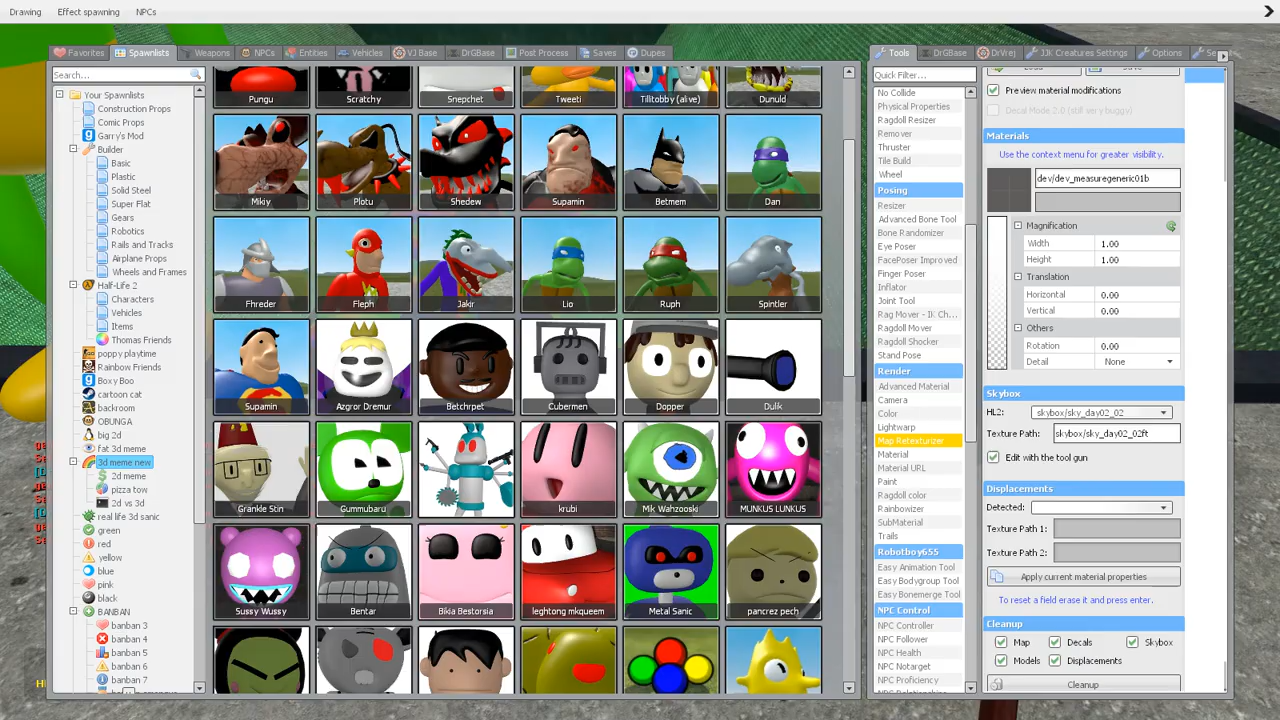 Drawing Effect spawning NPCs
Favorites Spawnlists Weapons NPCs Entities Vehicles VJ Base DrGBase Post Process Saves Dupes
Search...
Your Spawnlists
Construction Props
Comic Props
Garry's Mod
Builder
Basic
Plastic
Solid Steel
Super Flat
Gears
Robotics
Rails and Tracks
Airplane Props
Wheels and Frames
Half-Life 2
Characters
Vehicles
Items
Thomas Friends
poppy playtime
Rainbow Friends
Boxy Boo
cartoon cat
backroom
OBUNGA
big 2d
fat 3d meme
3d meme new
2d meme
pizza tow
2d vs 3d
real life 3d sanic
green
red
yellow
blue
pink
black
BANBAN
banban 3
banban 4
banban 5
banban 6
banban 7
Pungu Scratchy Snepchet Tweeti Tilitobby (alive) Dunuld
Mikiy Plotu Shedew Supamin Betmem Dan
Fhreder Fleph Jakir Lio Ruph Spintler
Supamin Azgror Dremur Betchrpet Cubermen Dopper Dulik
Grankle Stin Gummubaru krubi Mik Wahzooski MUNKUS LUNKUS
Sussy Wussy Bentar Bikia Bestorsia leghtong mkqueem Metal Sanic pancrez pech
Tools DrGBase DrVrej JJk Creatures Settings Options
Quick Filter...
No Collide
Physical Properties
Ragdoll Resizer
Remover
Thruster
Tile Build
Wheel
Posing
Resizer
Advanced Bone Tool
Bone Randomizer
Eye Poser
FacePoser Improved
Finger Poser
Inflator
Joint Tool
Rag Mover - IK Ch...
Ragdoll Mover
Ragdoll Shocker
Stand Pose
Render
Advanced Material
Camera
Color
Lightwarp
Map Retexturizer
Material
Material URL
Paint
Ragdoll color
Rainbowizer
SubMaterial
Trails
Robotboy655
Easy Animation Tool
Easy Bodygroup Tool
Easy Bonemerge Tool
NPC Control
NPC Controller
NPC Follower
NPC Health
NPC Notarget
NPC Proficiency
NPC Relationships
Preview material modifications
Decal Mode 2.0 (still very buggy)
Materials
Use the context menu for greater visibility.
dev/dev_measuregeneric01b
Magnification
Width 1.00
Height 1.00
Translation
Horizontal 0.00
Vertical 0.00
Others
Rotation 0.00
Detail None
Skybox
HL2: skybox/sky_day02_02
Texture Path: skybox/sky_day02_02ft
Edit with the tool gun
Displacements
Detected:
Texture Path 1:
Texture Path 2:
Apply current material properties
To reset a field erase it and press enter.
Cleanup
Map Decals Skybox
Models Displacements
Cleanup